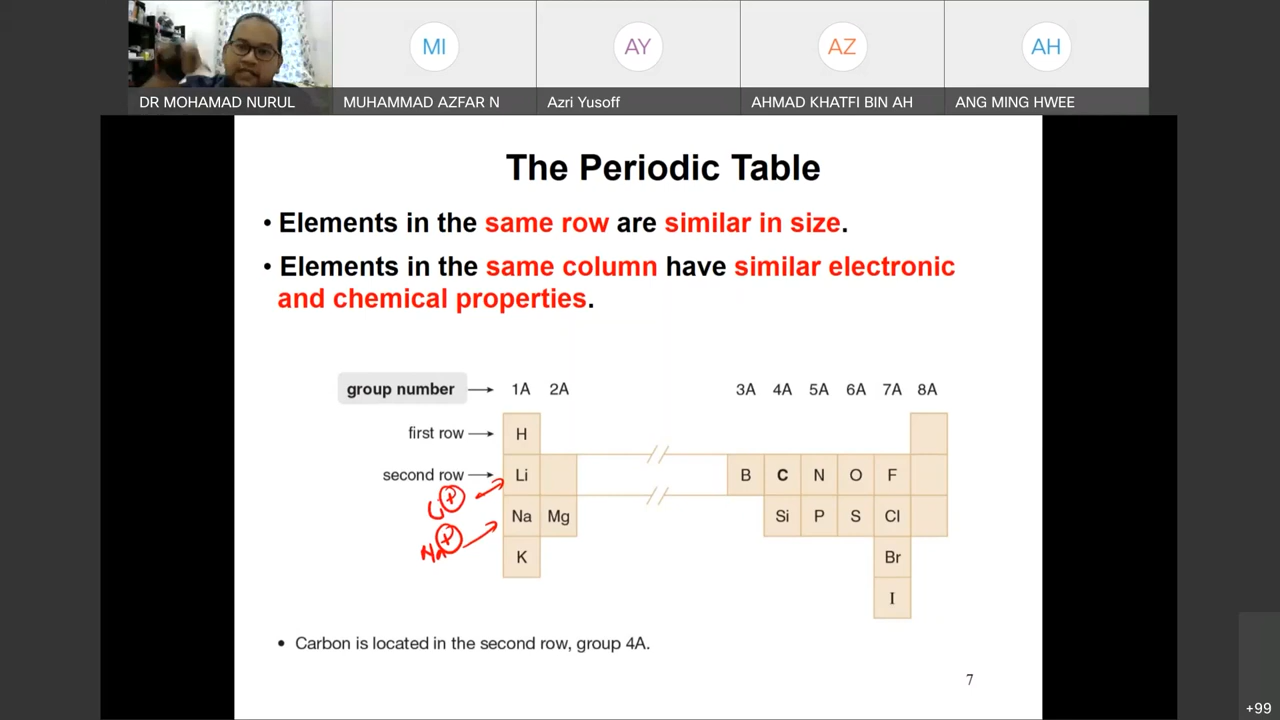 MI
AY
AZ
AH
DR MOHAMAD NURUL
MUHAMMAD AZFAR N
Azri Yusoff
AHMAD KHATFI BIN AH
ANG MING HWEE
The Periodic Table
• Elements in the same row are similar in size.
• Elements in the same column have similar electronic
and chemical properties.
group number
1A 2A 3A 4A 5A 6A 7A 8A
first row
H
second row
Li B C N O F
Li+
Na Mg Si P S Cl
Na+
K Br
I
• Carbon is located in the second row, group 4A.
7
+99